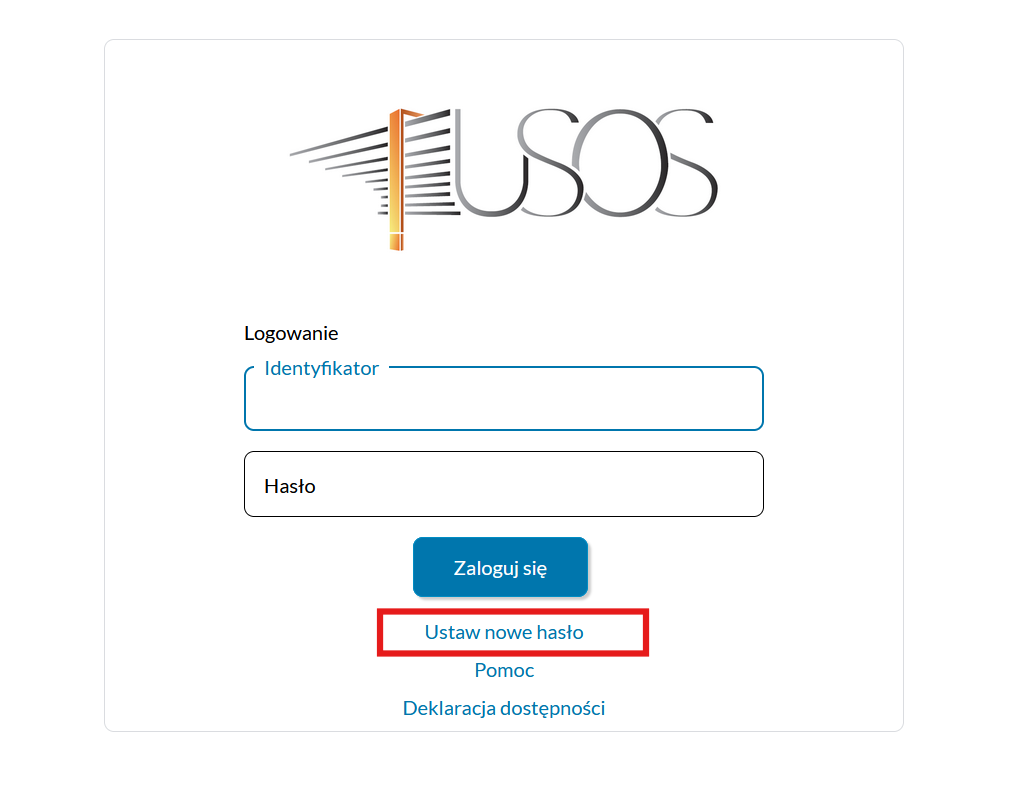 USOS
Logowanie
Identyfikator
Hasło
Zaloguj się
Ustaw nowe hasło
Pomoc
Deklaracja dostępności